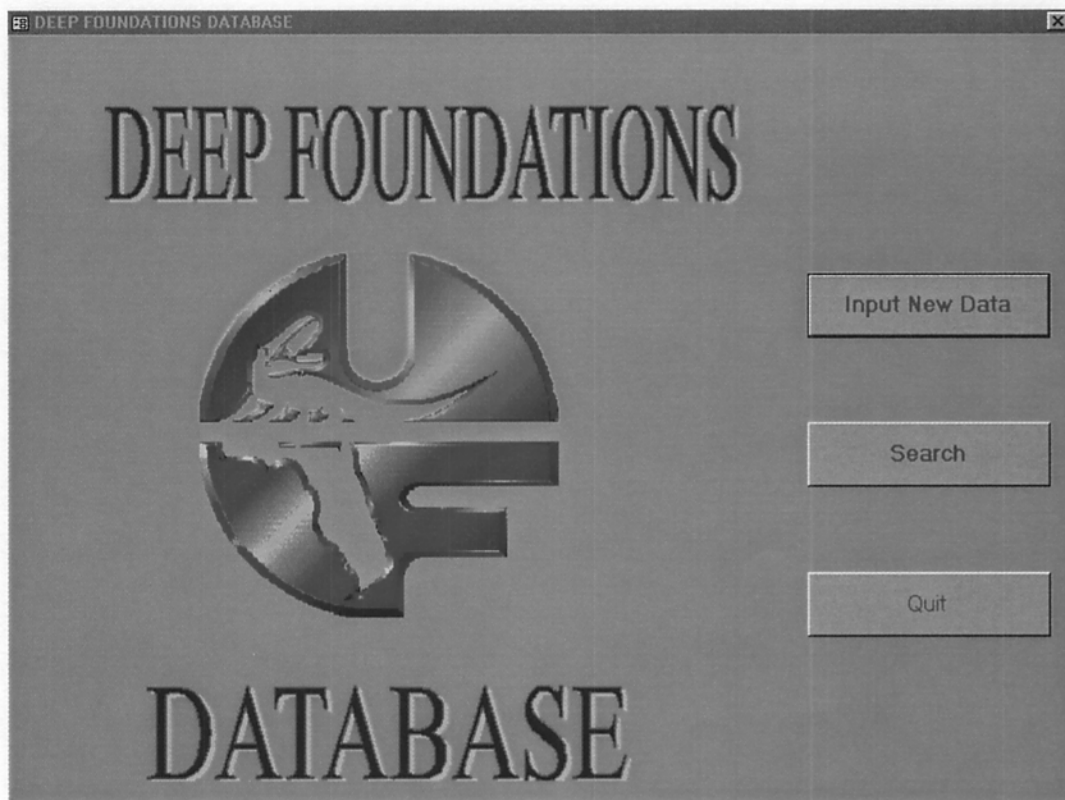 DEEP FOUNDATIONS DATABASE
DEEP FOUNDATIONS
Input New Data
Search
Quit
DATABASE